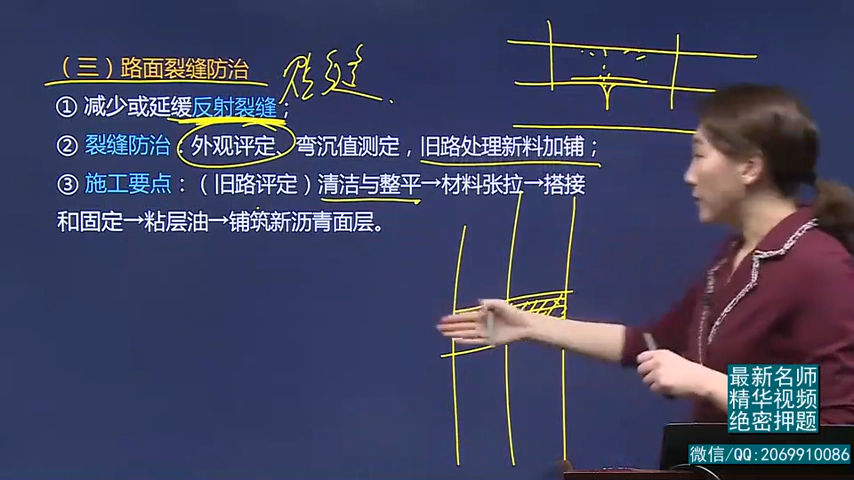 （三）路面裂缝防治
① 减少或延缓反射裂缝；
② 裂缝防治：外观评定、弯沉值测定，旧路处理新料加铺；
③ 施工要点：（旧路评定）清洁与整平→材料张拉→搭接
和固定→粘层油→铺筑新沥青面层。
最新名师
精华视频
绝密押题
微信/QQ:2069910086